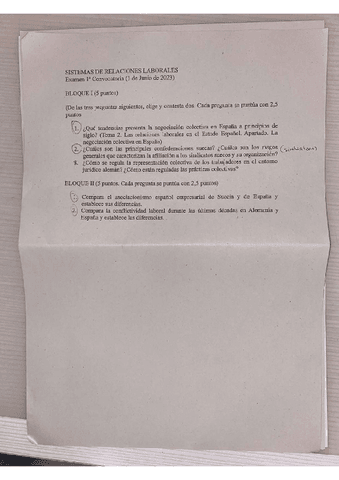 SISTEMAS DE RELACIONES LABORALES
Examen 1ª Convocatoria (1 de Junio de 2023)
BLOQUE I (5 puntos)
(De las tres preguntas siguientes, elige y contesta dos. Cada pregunta se puntúa con 2,5
puntos
1. ¿Qué tendencias presenta la negociación colectiva en España a principios de
siglo? (Tema 2. Las relaciones laborales en el Estado Español. Apartado. La
negociación colectiva en España)
2. ¿Cuáles son las principales confederaciones suecas? ¿Cuáles son los rasgos
generales que caracterizan la afiliación a los sindicatos suecos y su organización?
3. ¿Cómo se regula la representación colectiva de los trabajadores en el entorno
jurídico alemán? ¿Cómo están reguladas las prácticas colectivas?
BLOQUE II (5 puntos. Cada pregunta se puntúa con 2,5 puntos)
1. Compara el asociacionismo español empresarial de Suecia y de España y
establece sus diferencias.
2. Compara la conflictividad laboral durante las últimas décadas en Alemania y
España y establece las diferencias.